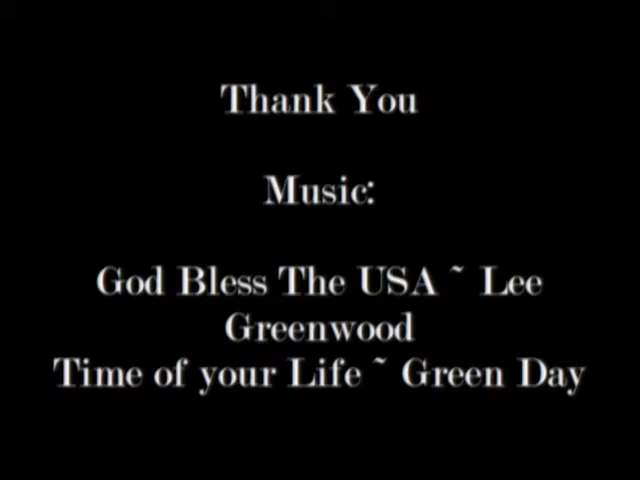 Thank You
Music:
God Bless The USA ~ Lee
Greenwood
Time of your Life ~ Green Day